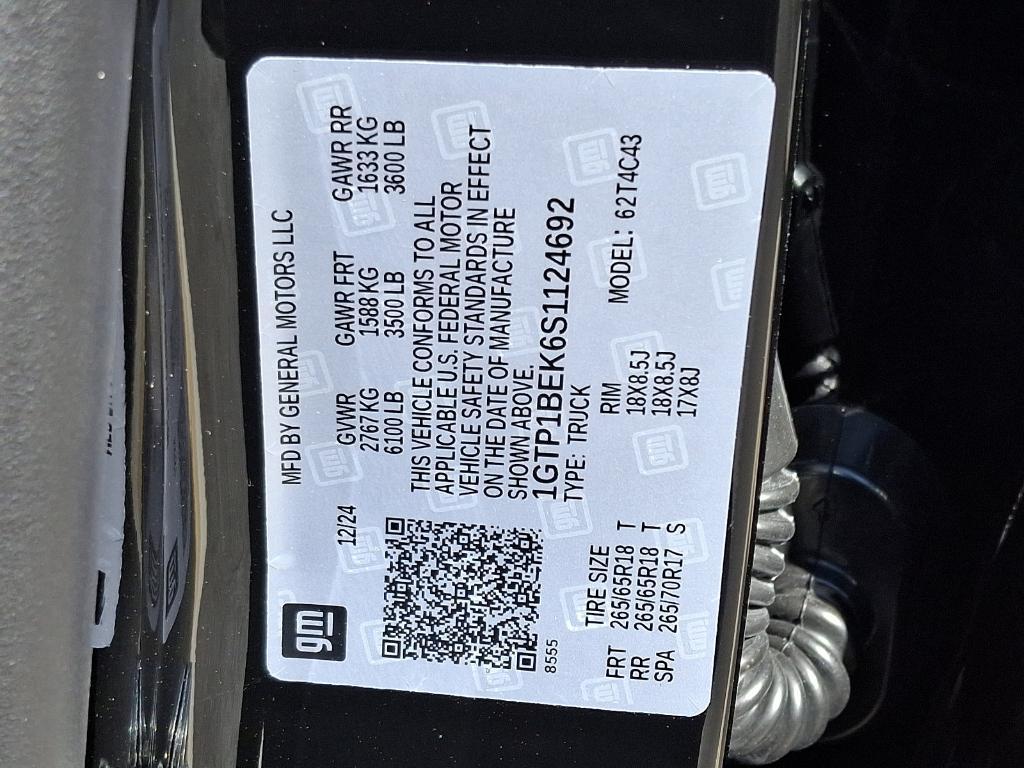 gm
MFD BY GENERAL MOTORS LLC
12/24 GVWR GAWR FRT GAWR RR
2767 KG 1588 KG 1633 KG
6100 LB 3500 LB 3600 LB
THIS VEHICLE CONFORMS TO ALL
APPLICABLE U.S. FEDERAL MOTOR
VEHICLE SAFETY STANDARDS IN EFFECT
ON THE DATE OF MANUFACTURE
SHOWN ABOVE.
1GTP1BEK6S1124692
8555 TYPE: TRUCK
TIRE SIZE RIM MODEL: 62T4C43
FRT 265/65R18 T 18X8.5J
RR 265/65R18 T 18X8.5J
SPA 265/70R17 S 17X8J